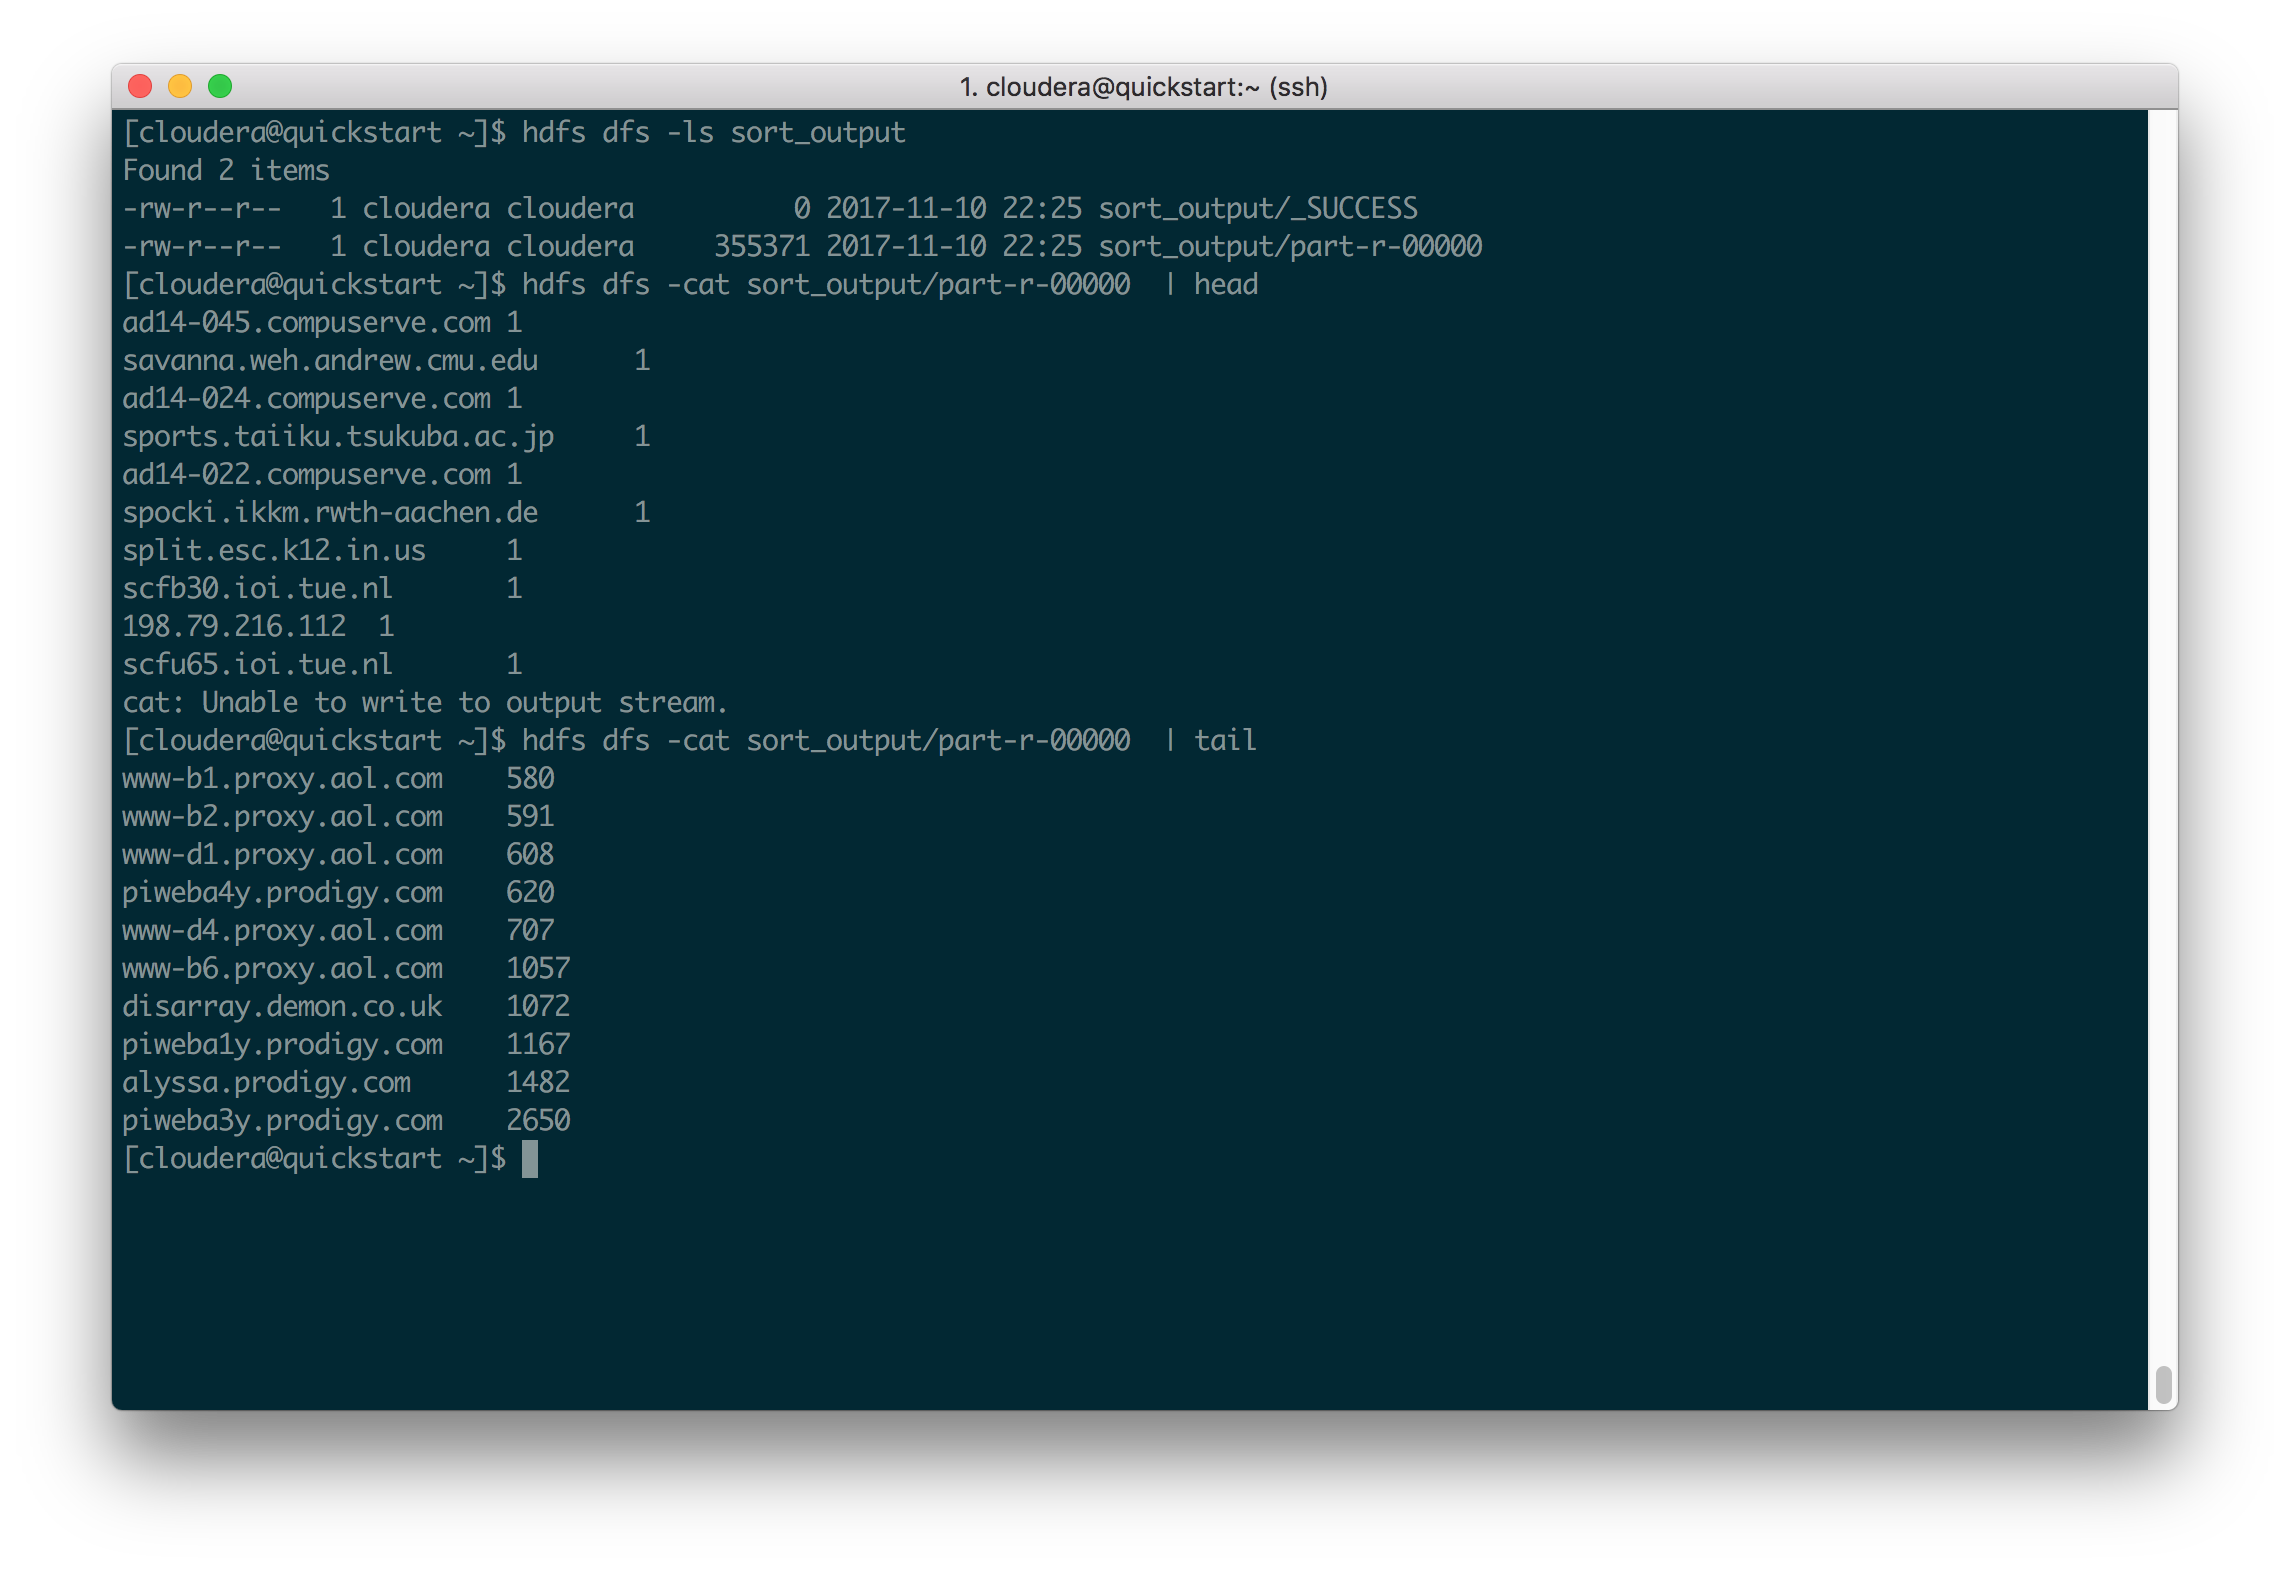 1. cloudera@quickstart:~ (ssh)
[cloudera@quickstart ~]$ hdfs dfs -ls sort_output
Found 2 items
-rw-r--r--   1 cloudera cloudera          0 2017-11-10 22:25 sort_output/_SUCCESS
-rw-r--r--   1 cloudera cloudera     355371 2017-11-10 22:25 sort_output/part-r-00000
[cloudera@quickstart ~]$ hdfs dfs -cat sort_output/part-r-00000  | head
ad14-045.compuserve.com 1
savanna.weh.andrew.cmu.edu      1
ad14-024.compuserve.com 1
sports.taiiku.tsukuba.ac.jp     1
ad14-022.compuserve.com 1
spocki.ikkm.rwth-aachen.de      1
split.esc.k12.in.us     1
scfb30.ioi.tue.nl       1
198.79.216.112  1
scfu65.ioi.tue.nl       1
cat: Unable to write to output stream.
[cloudera@quickstart ~]$ hdfs dfs -cat sort_output/part-r-00000  | tail
www-b1.proxy.aol.com    580
www-b2.proxy.aol.com    591
www-d1.proxy.aol.com    608
piweba4y.prodigy.com    620
www-d4.proxy.aol.com    707
www-b6.proxy.aol.com    1057
disarray.demon.co.uk    1072
piweba1y.prodigy.com    1167
alyssa.prodigy.com      1482
piweba3y.prodigy.com    2650
[cloudera@quickstart ~]$